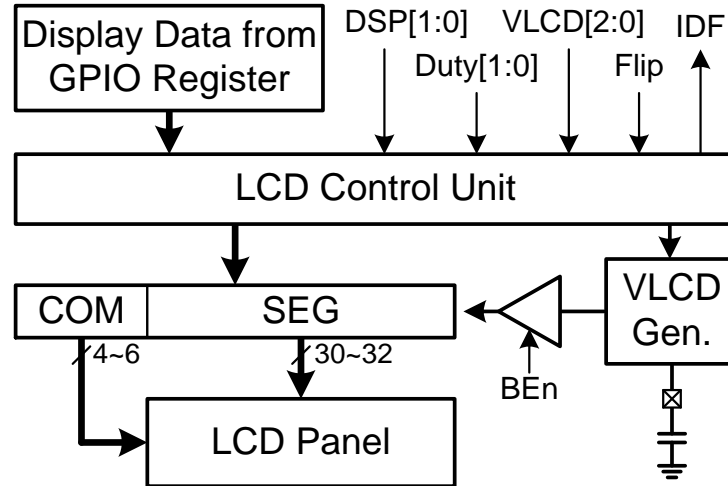 Display Data from
GPIO Register
DSP[1:0]
VLCD[2:0]
IDF
Duty[1:0]
Flip
LCD Control Unit
COM
SEG
VLCD
Gen.
4~6
30~32
BEn
LCD Panel